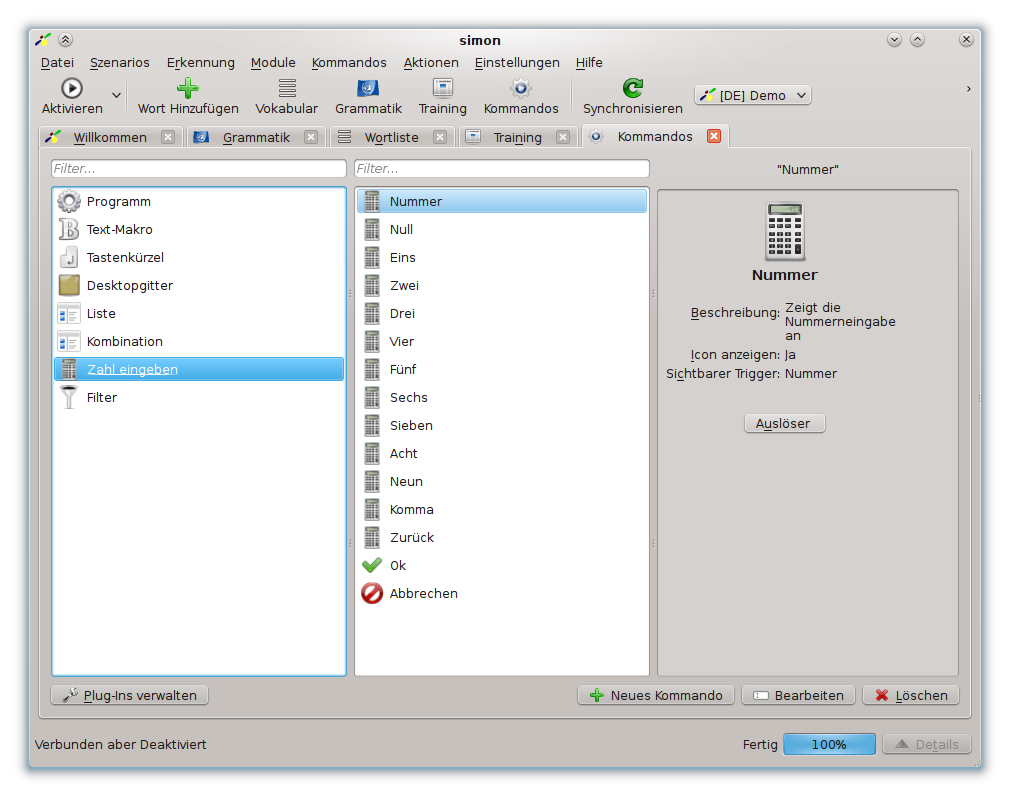 simon
Datei Szenarios Erkennung Module Kommandos Aktionen Einstellungen Hilfe
Aktivieren Wort Hinzufügen Vokabular Grammatik Training Kommandos Synchronisieren [DE] Demo
Willkommen Grammatik Wortliste Training Kommandos
Filter... Filter... "Nummer"
Programm
Text-Makro
Tastenkürzel
Desktopgitter
Liste
Kombination
Zahl eingeben
Filter
Nummer
Null
Eins
Zwei
Drei
Vier
Fünf
Sechs
Sieben
Acht
Neun
Komma
Zurück
Ok
Abbrechen
Nummer
Beschreibung: Zeigt die
Nummerneingabe
an
Icon anzeigen: Ja
Sichtbarer Trigger: Nummer
Auslöser
Plug-Ins verwalten Neues Kommando Bearbeiten Löschen
Verbunden aber Deaktiviert Fertig 100% Details